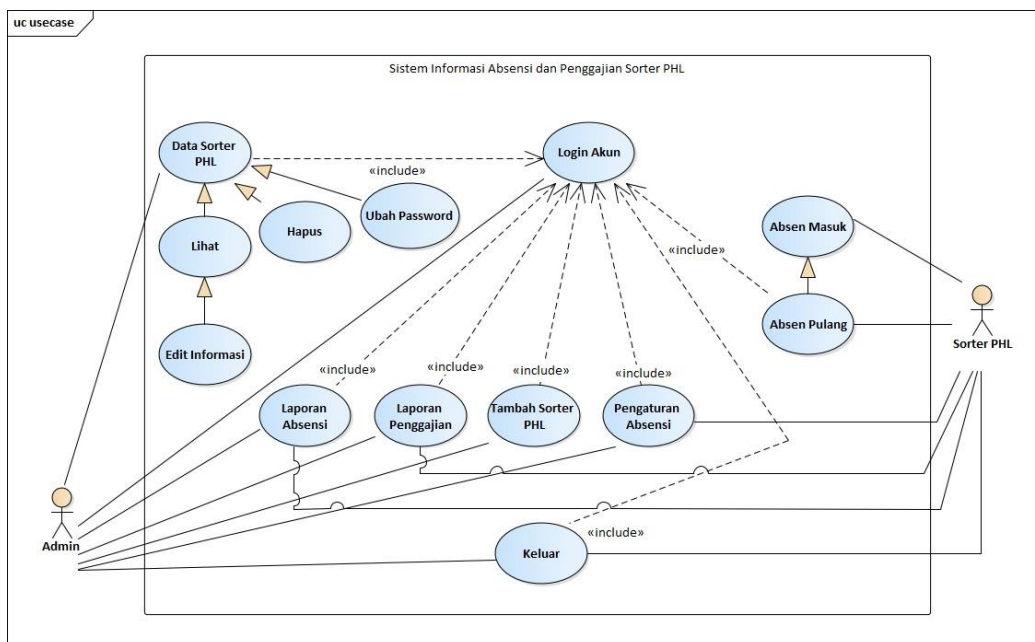 uc usecase
Sistem Informasi Absensi dan Penggajian Sorter PHL
Data Sorter
PHL
Login Akun
«include»
Ubah Password
Hapus
Lihat
Absen Masuk
«include»
Absen Pulang
Sorter PHL
Edit Informasi
«include»
«include»
«include»
«include»
Laporan
Absensi
Laporan
Penggajian
Tambah Sorter
PHL
Pengaturan
Absensi
Admin
«include»
Keluar